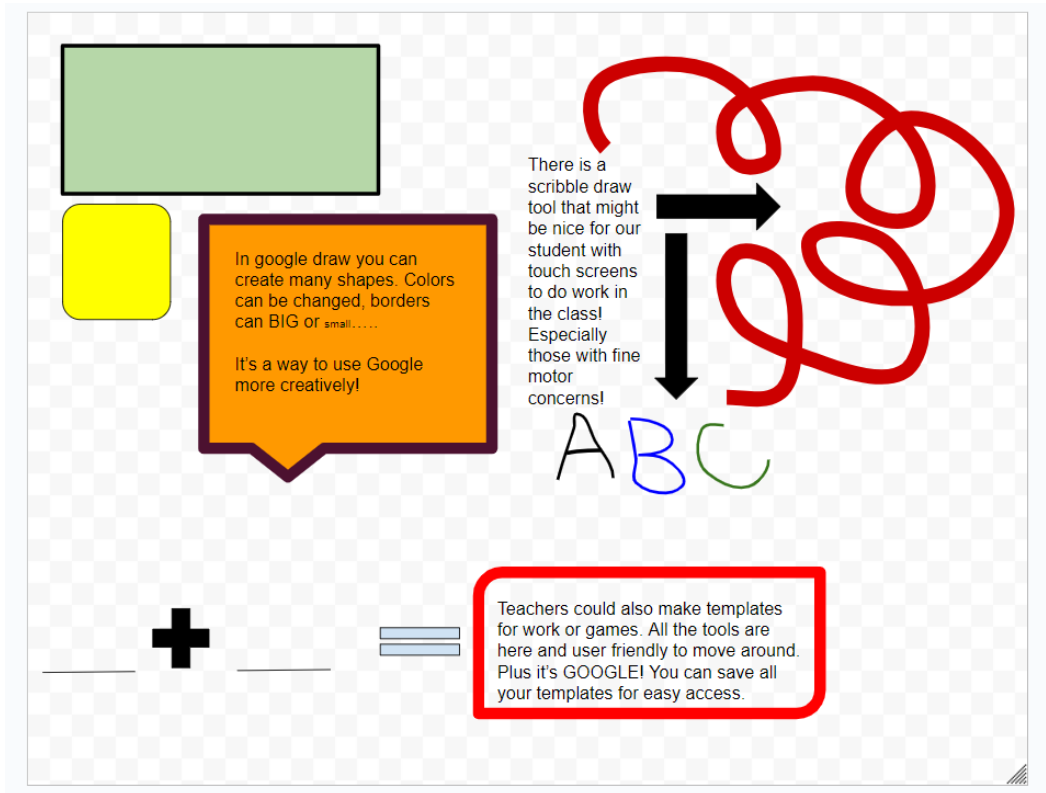 In google draw you can
create many shapes. Colors
can be changed, borders
can BIG or small…..
It's a way to use Google
more creatively!
There is a
scribble draw
tool that might
be nice for our
student with
touch screens
to do work in
the class!
Especially
those with fine
motor
concerns!
A B C
Teachers could also make templates
for work or games. All the tools are
here and user friendly to move around.
Plus it's GOOGLE! You can save all
your templates for easy access.